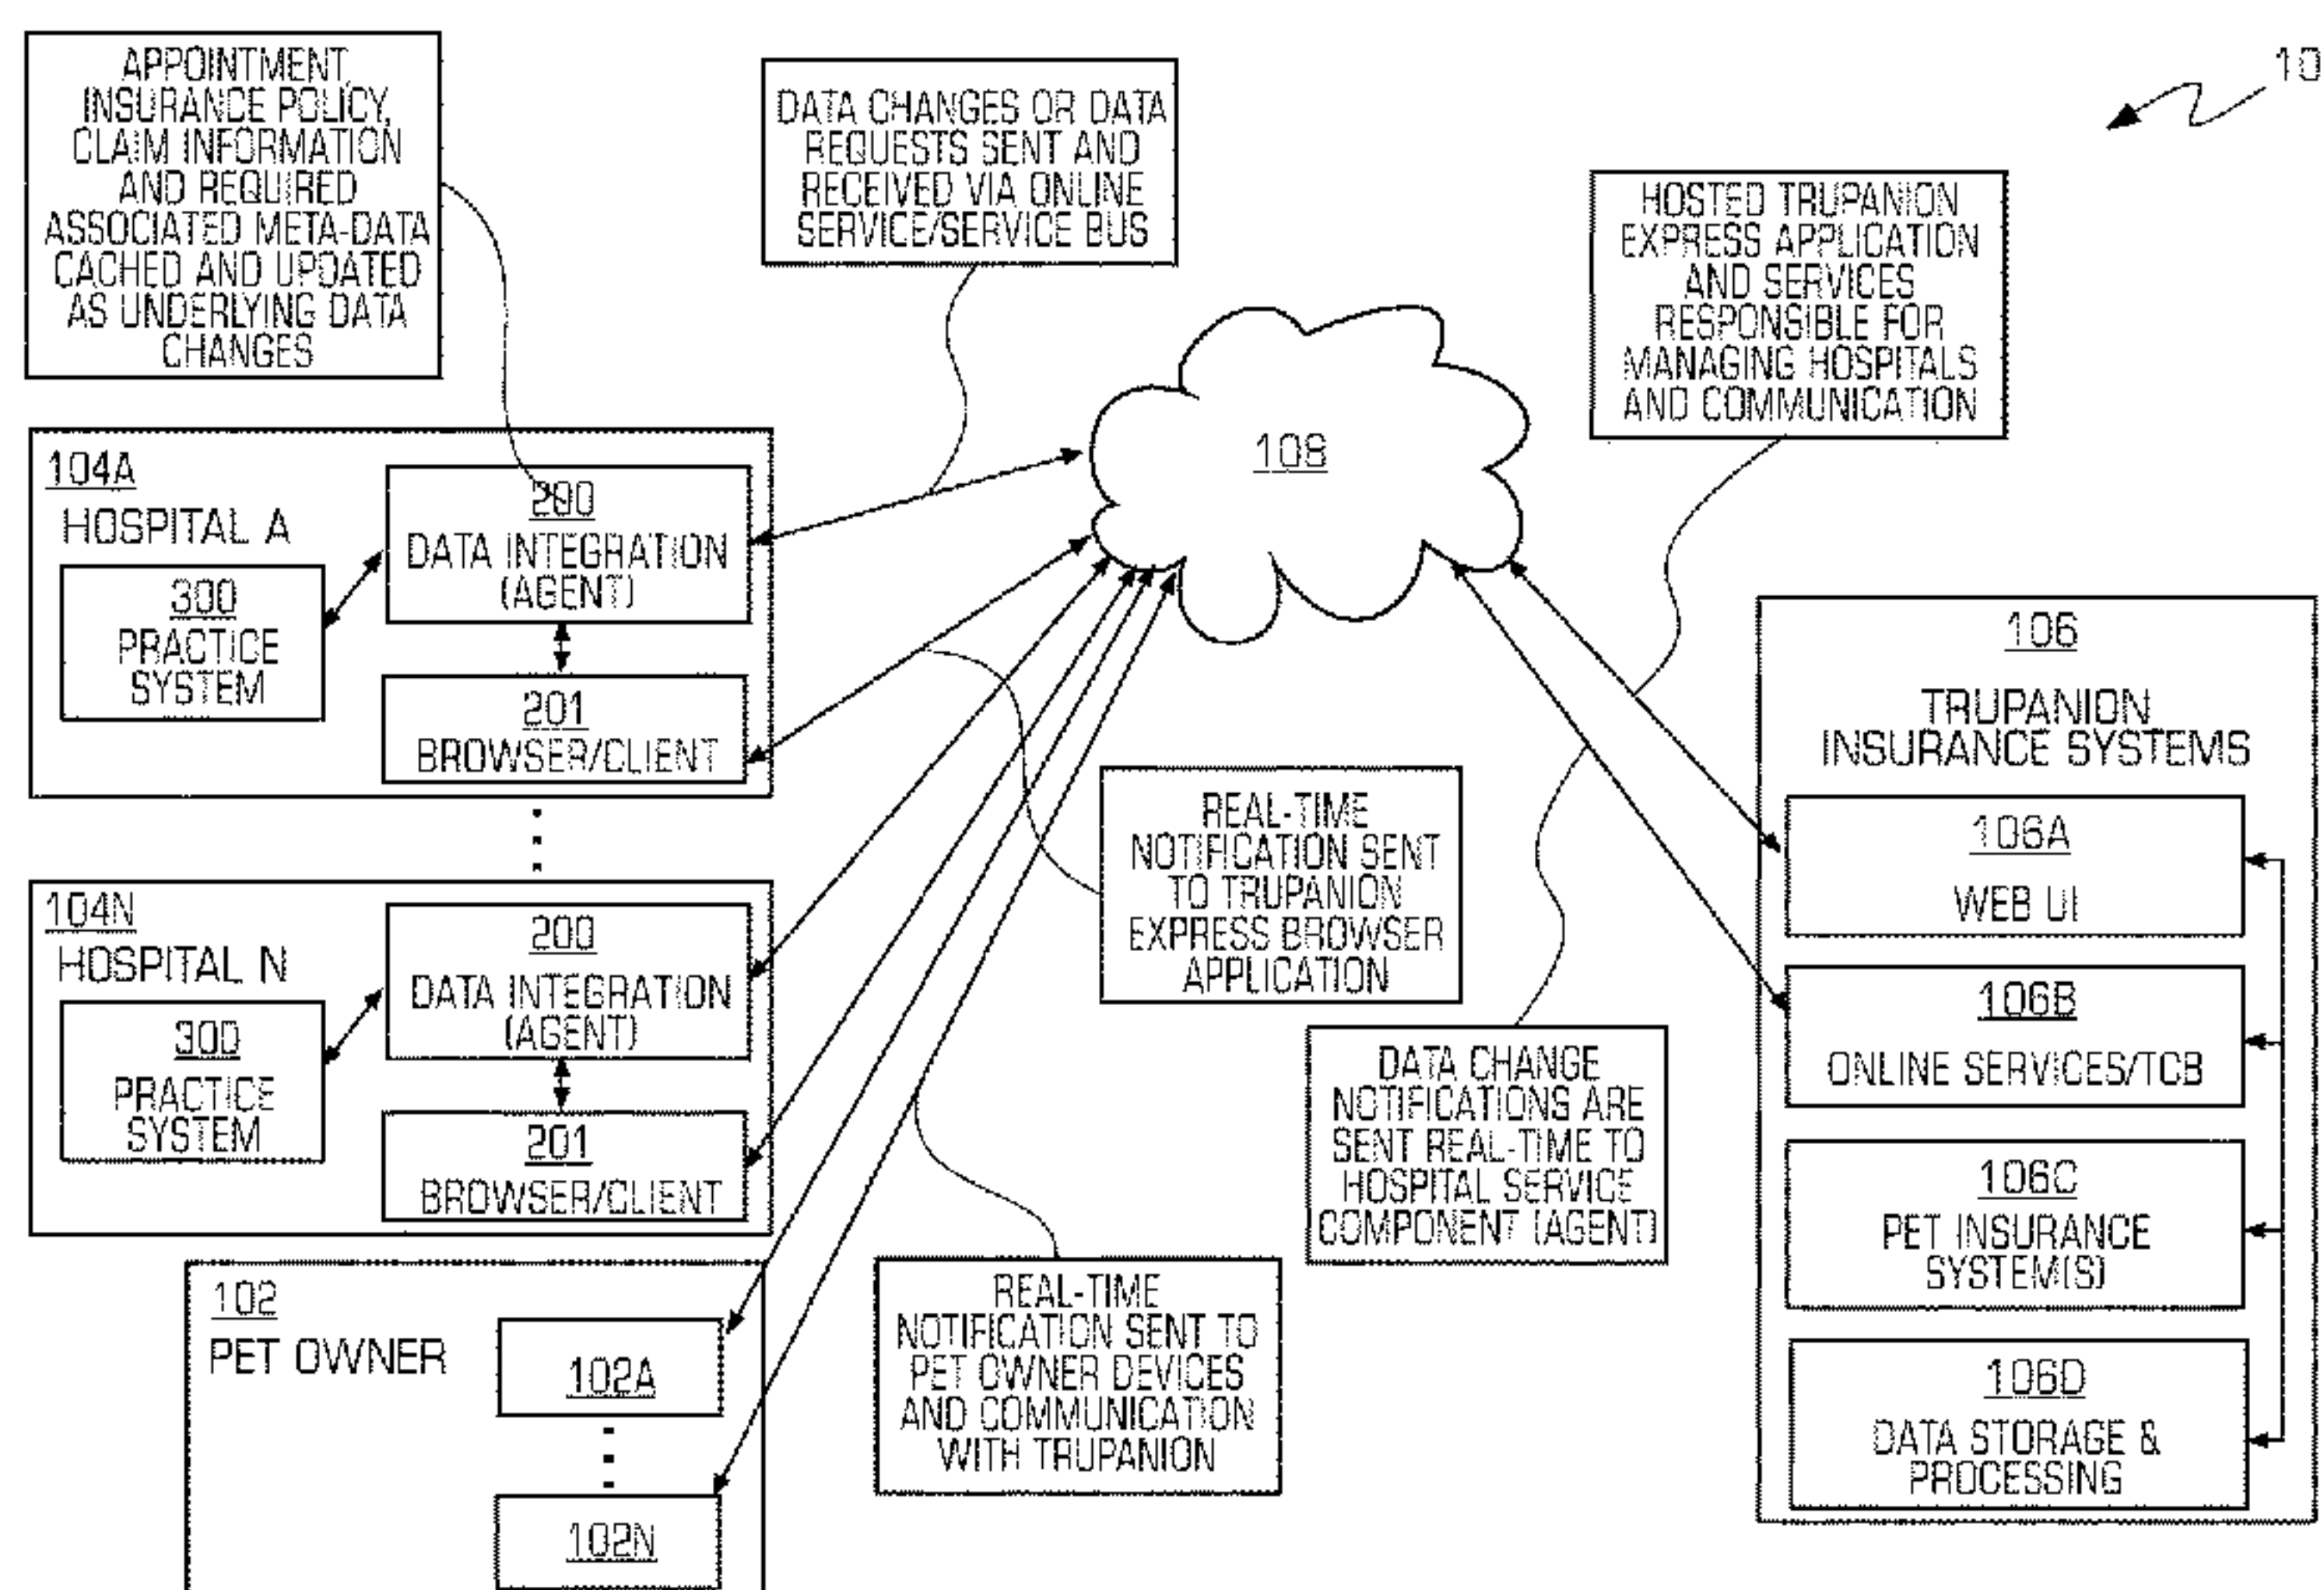 10
APPOINTMENT,
INSURANCE POLICY,
CLAIM INFORMATION
AND REQUIRED
ASSOCIATED META-DATA
CACHED AND UPDATED
AS UNDERLYING DATA
CHANGES
DATA CHANGES OR DATA
REQUESTS SENT AND
RECEIVED VIA ONLINE
SERVICE/SERVICE BUS
HOSTED TRUPANION
EXPRESS APPLICATION
AND SERVICES
RESPONSIBLE FOR
MANAGING HOSPITALS
AND COMMUNICATION
104A
HOSPITAL A
300
PRACTICE
SYSTEM
200
DATA INTEGRATION
(AGENT)
201
BROWSER/CLIENT
108
104N
HOSPITAL N
300
PRACTICE
SYSTEM
200
DATA INTEGRATION
(AGENT)
201
BROWSER/CLIENT
102
PET OWNER
102A
102N
REAL-TIME
NOTIFICATION SENT
TO TRUPANION
EXPRESS BROWSER
APPLICATION
DATA CHANGE
NOTIFICATIONS ARE
SENT REAL-TIME TO
HOSPITAL SERVICE
COMPONENT (AGENT)
REAL-TIME
NOTIFICATION SENT TO
PET OWNER DEVICES
AND COMMUNICATION
WITH TRUPANION
106
TRUPANION
INSURANCE SYSTEMS
106A
WEB UI
106B
ONLINE SERVICES/TCB
106C
PET INSURANCE
SYSTEM(S)
106D
DATA STORAGE &
PROCESSING